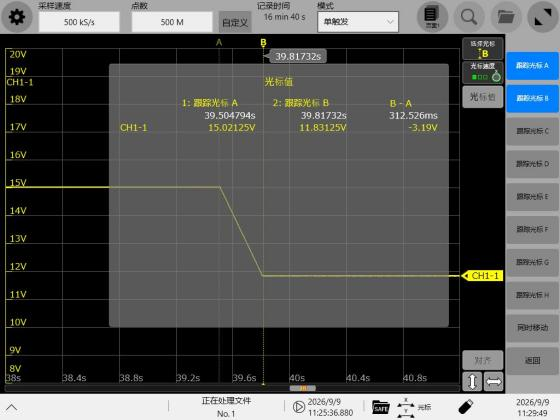 采样速度
500 kS/s
点数
500 M
自定义
记录时间
16 min 40 s
模式
单触发
页面1
A
B
39.81732s
选择光标
B
光标速度
光标值
20V
19V
CH1-1
18V
17V
16V
15V
14V
13V
12V
11V
10V
9V
8V
光标值
1: 跟踪光标 A
2: 跟踪光标 B
B - A
39.504794s
39.81732s
312.526ms
CH1-1
15.02125V
11.83125V
-3.19V
CH1-1
38s
38.4s
38.8s
39.2s
39.6s
40s
40.4s
40.8s
对齐
跟踪光标 A
跟踪光标 B
跟踪光标 C
跟踪光标 D
跟踪光标 E
跟踪光标 F
跟踪光标 G
跟踪光标 H
同时移动
返回
正在处理文件
No. 1
2026/9/9
11:25:36.880
SAFE
X
Y
光标
2026/9/9
11:29:49